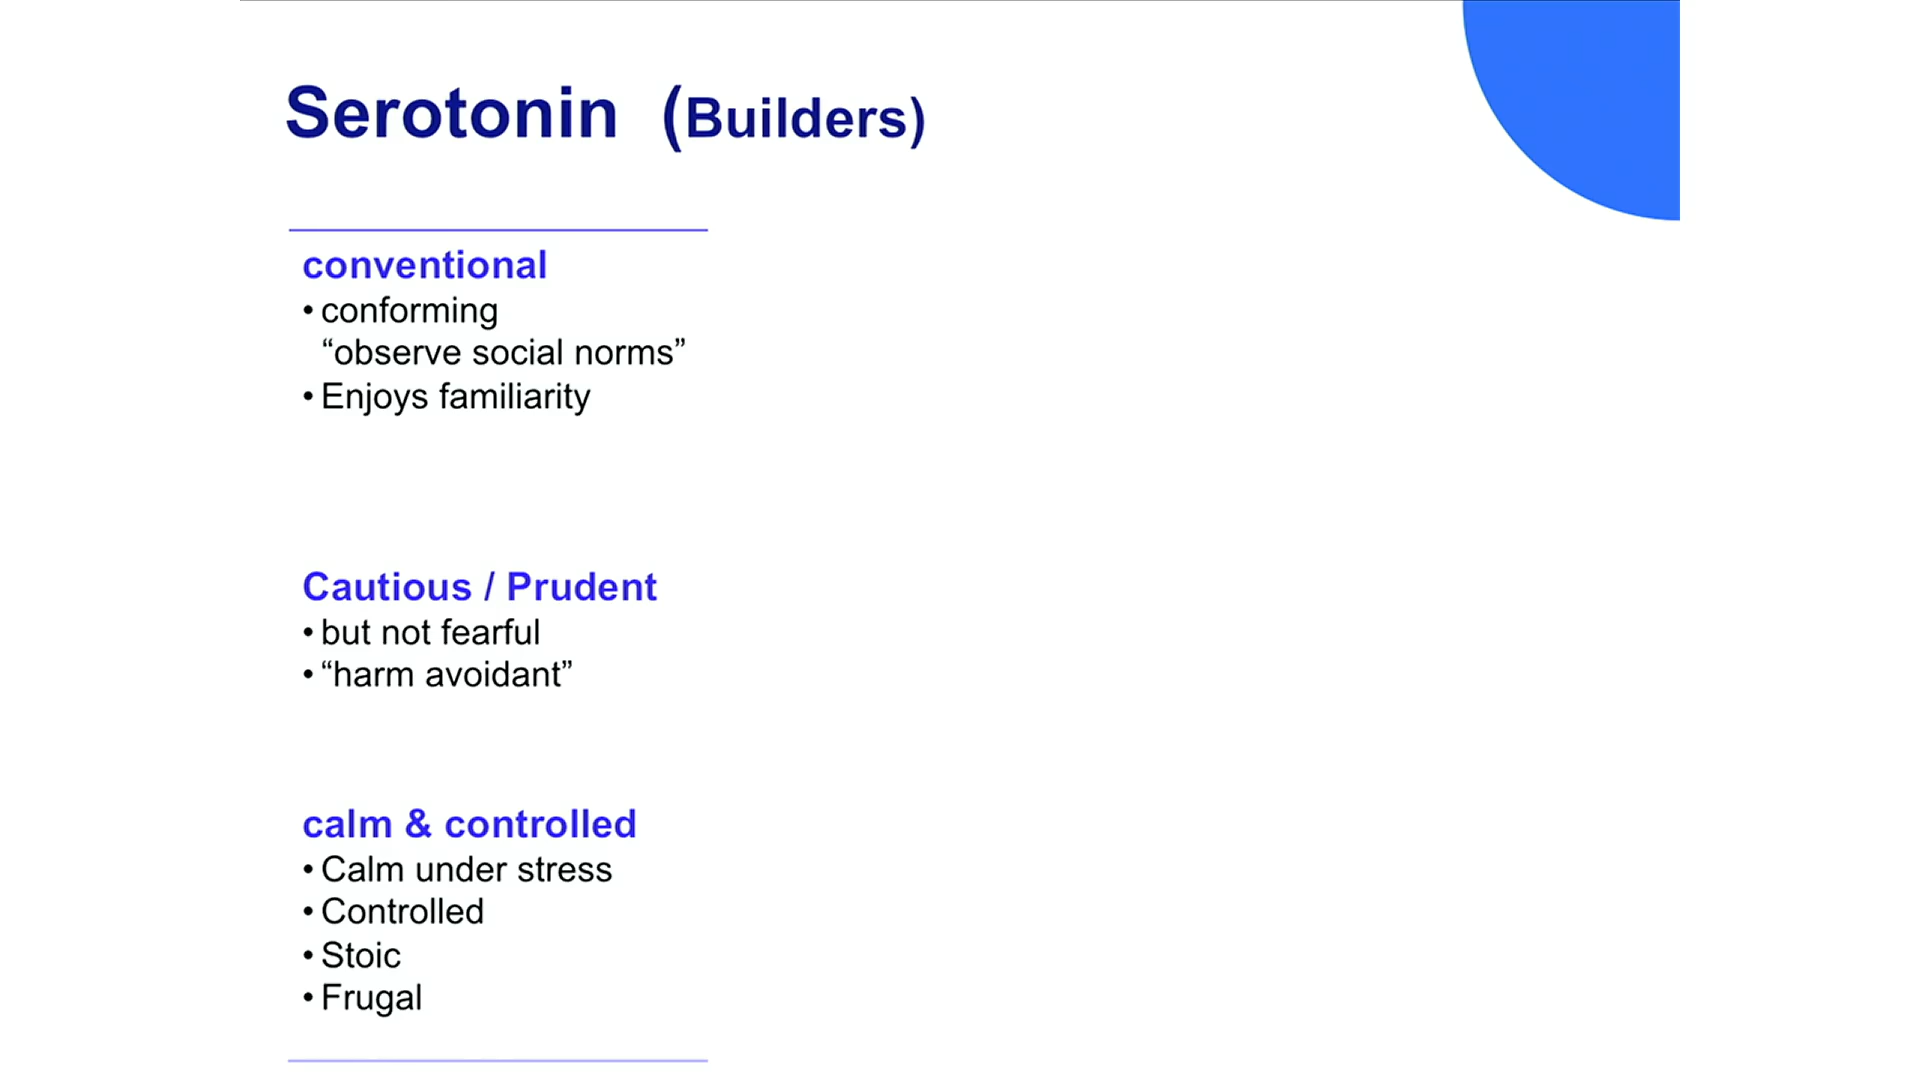 Serotonin (Builders)
conventional
• conforming
“observe social norms”
• Enjoys familiarity
Cautious / Prudent
• but not fearful
• “harm avoidant”
calm & controlled
• Calm under stress
• Controlled
• Stoic
• Frugal